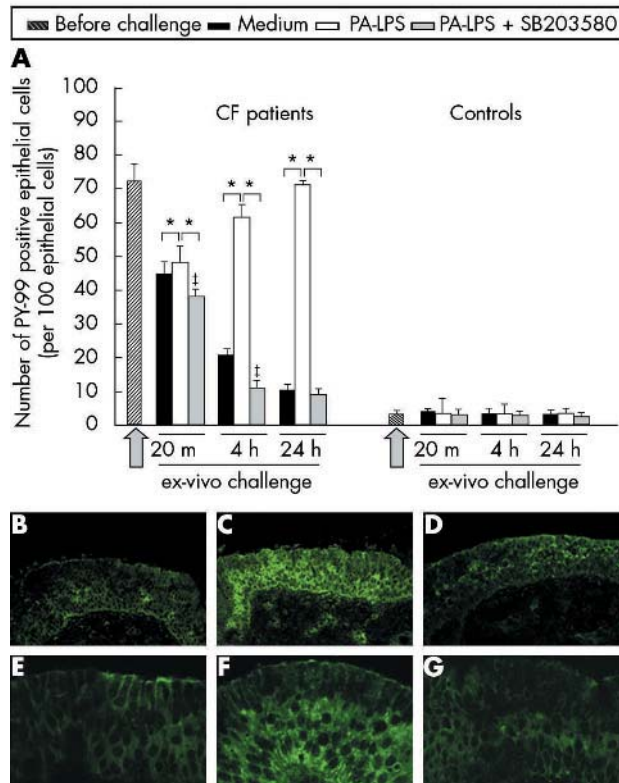 Before challenge Medium PA-LPS PA-LPS + SB203580
A
Number of PY-99 positive epithelial cells
(per 100 epithelial cells)
100
90
80
70
60
50
40
30
20
10
0
CF patients
Controls
* *
* *
* *
‡
‡
20 m 4 h 24 h
20 m 4 h 24 h
ex-vivo challenge
ex-vivo challenge
B C D
E F G